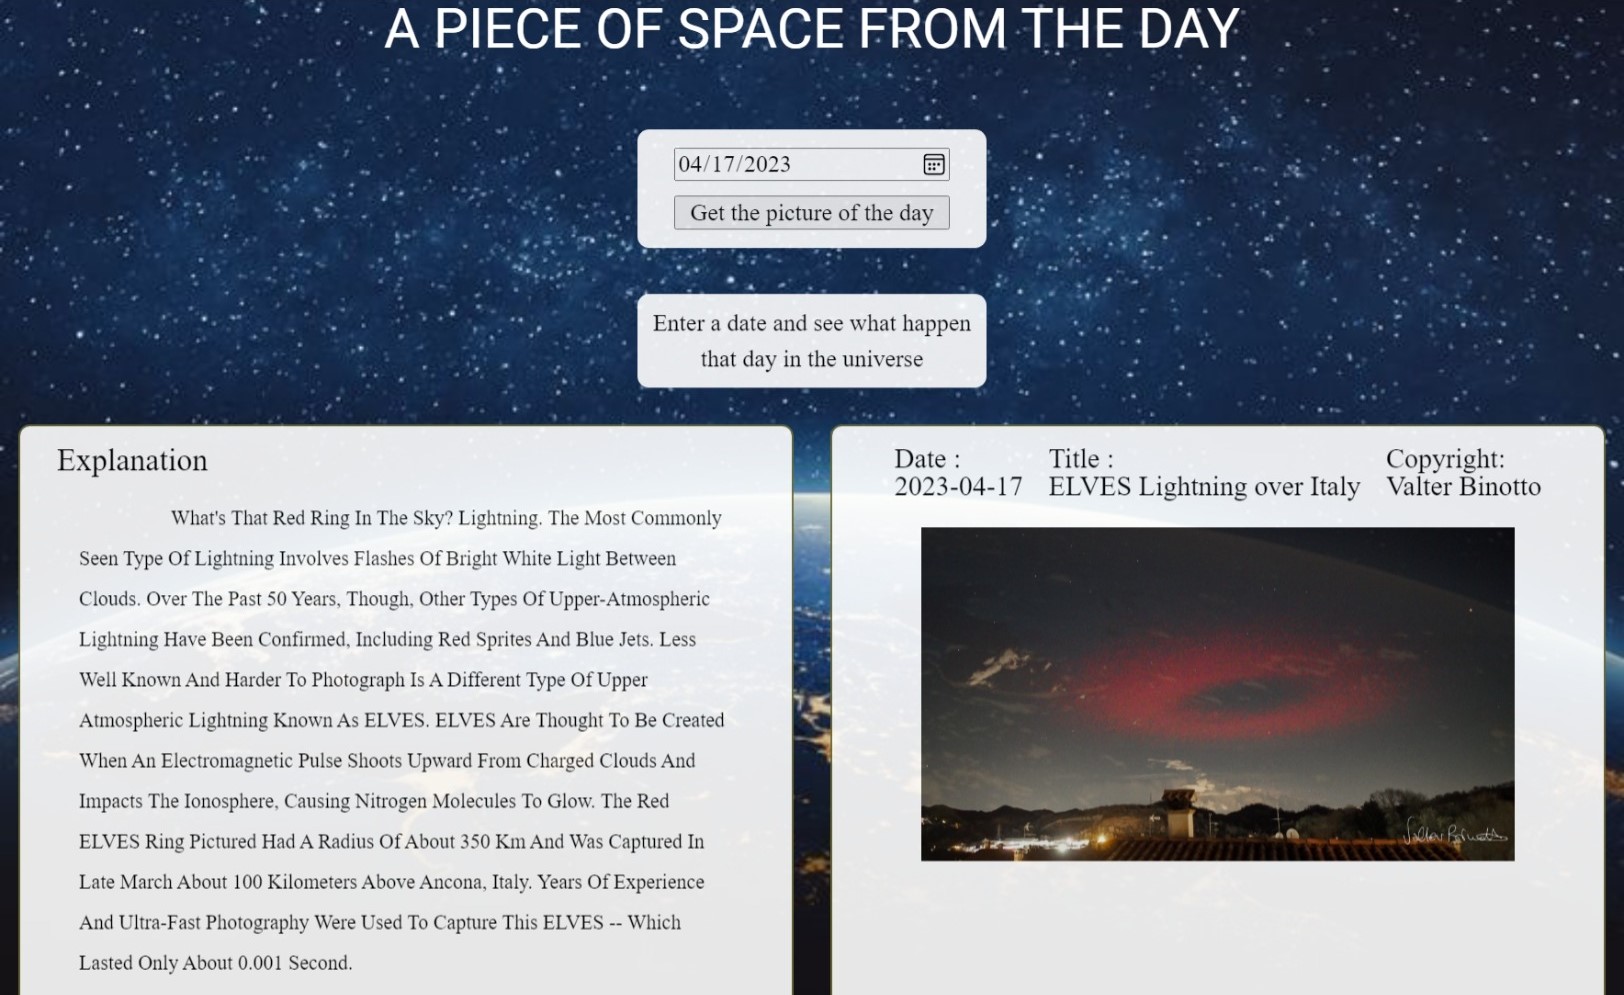 A PIECE OF SPACE FROM THE DAY
04/17/2023
Get the picture of the day
Enter a date and see what happen
that day in the universe
Explanation
What's That Red Ring In The Sky? Lightning. The Most Commonly
Seen Type Of Lightning Involves Flashes Of Bright White Light Between
Clouds. Over The Past 50 Years, Though, Other Types Of Upper-Atmospheric
Lightning Have Been Confirmed, Including Red Sprites And Blue Jets. Less
Well Known And Harder To Photograph Is A Different Type Of Upper
Atmospheric Lightning Known As ELVES. ELVES Are Thought To Be Created
When An Electromagnetic Pulse Shoots Upward From Charged Clouds And
Impacts The Ionosphere, Causing Nitrogen Molecules To Glow. The Red
ELVES Ring Pictured Had A Radius Of About 350 Km And Was Captured In
Late March About 100 Kilometers Above Ancona, Italy. Years Of Experience
And Ultra-Fast Photography Were Used To Capture This ELVES -- Which
Lasted Only About 0.001 Second.
Date :
2023-04-17
Title :
ELVES Lightning over Italy
Copyright:
Valter Binotto
Valter Binotto